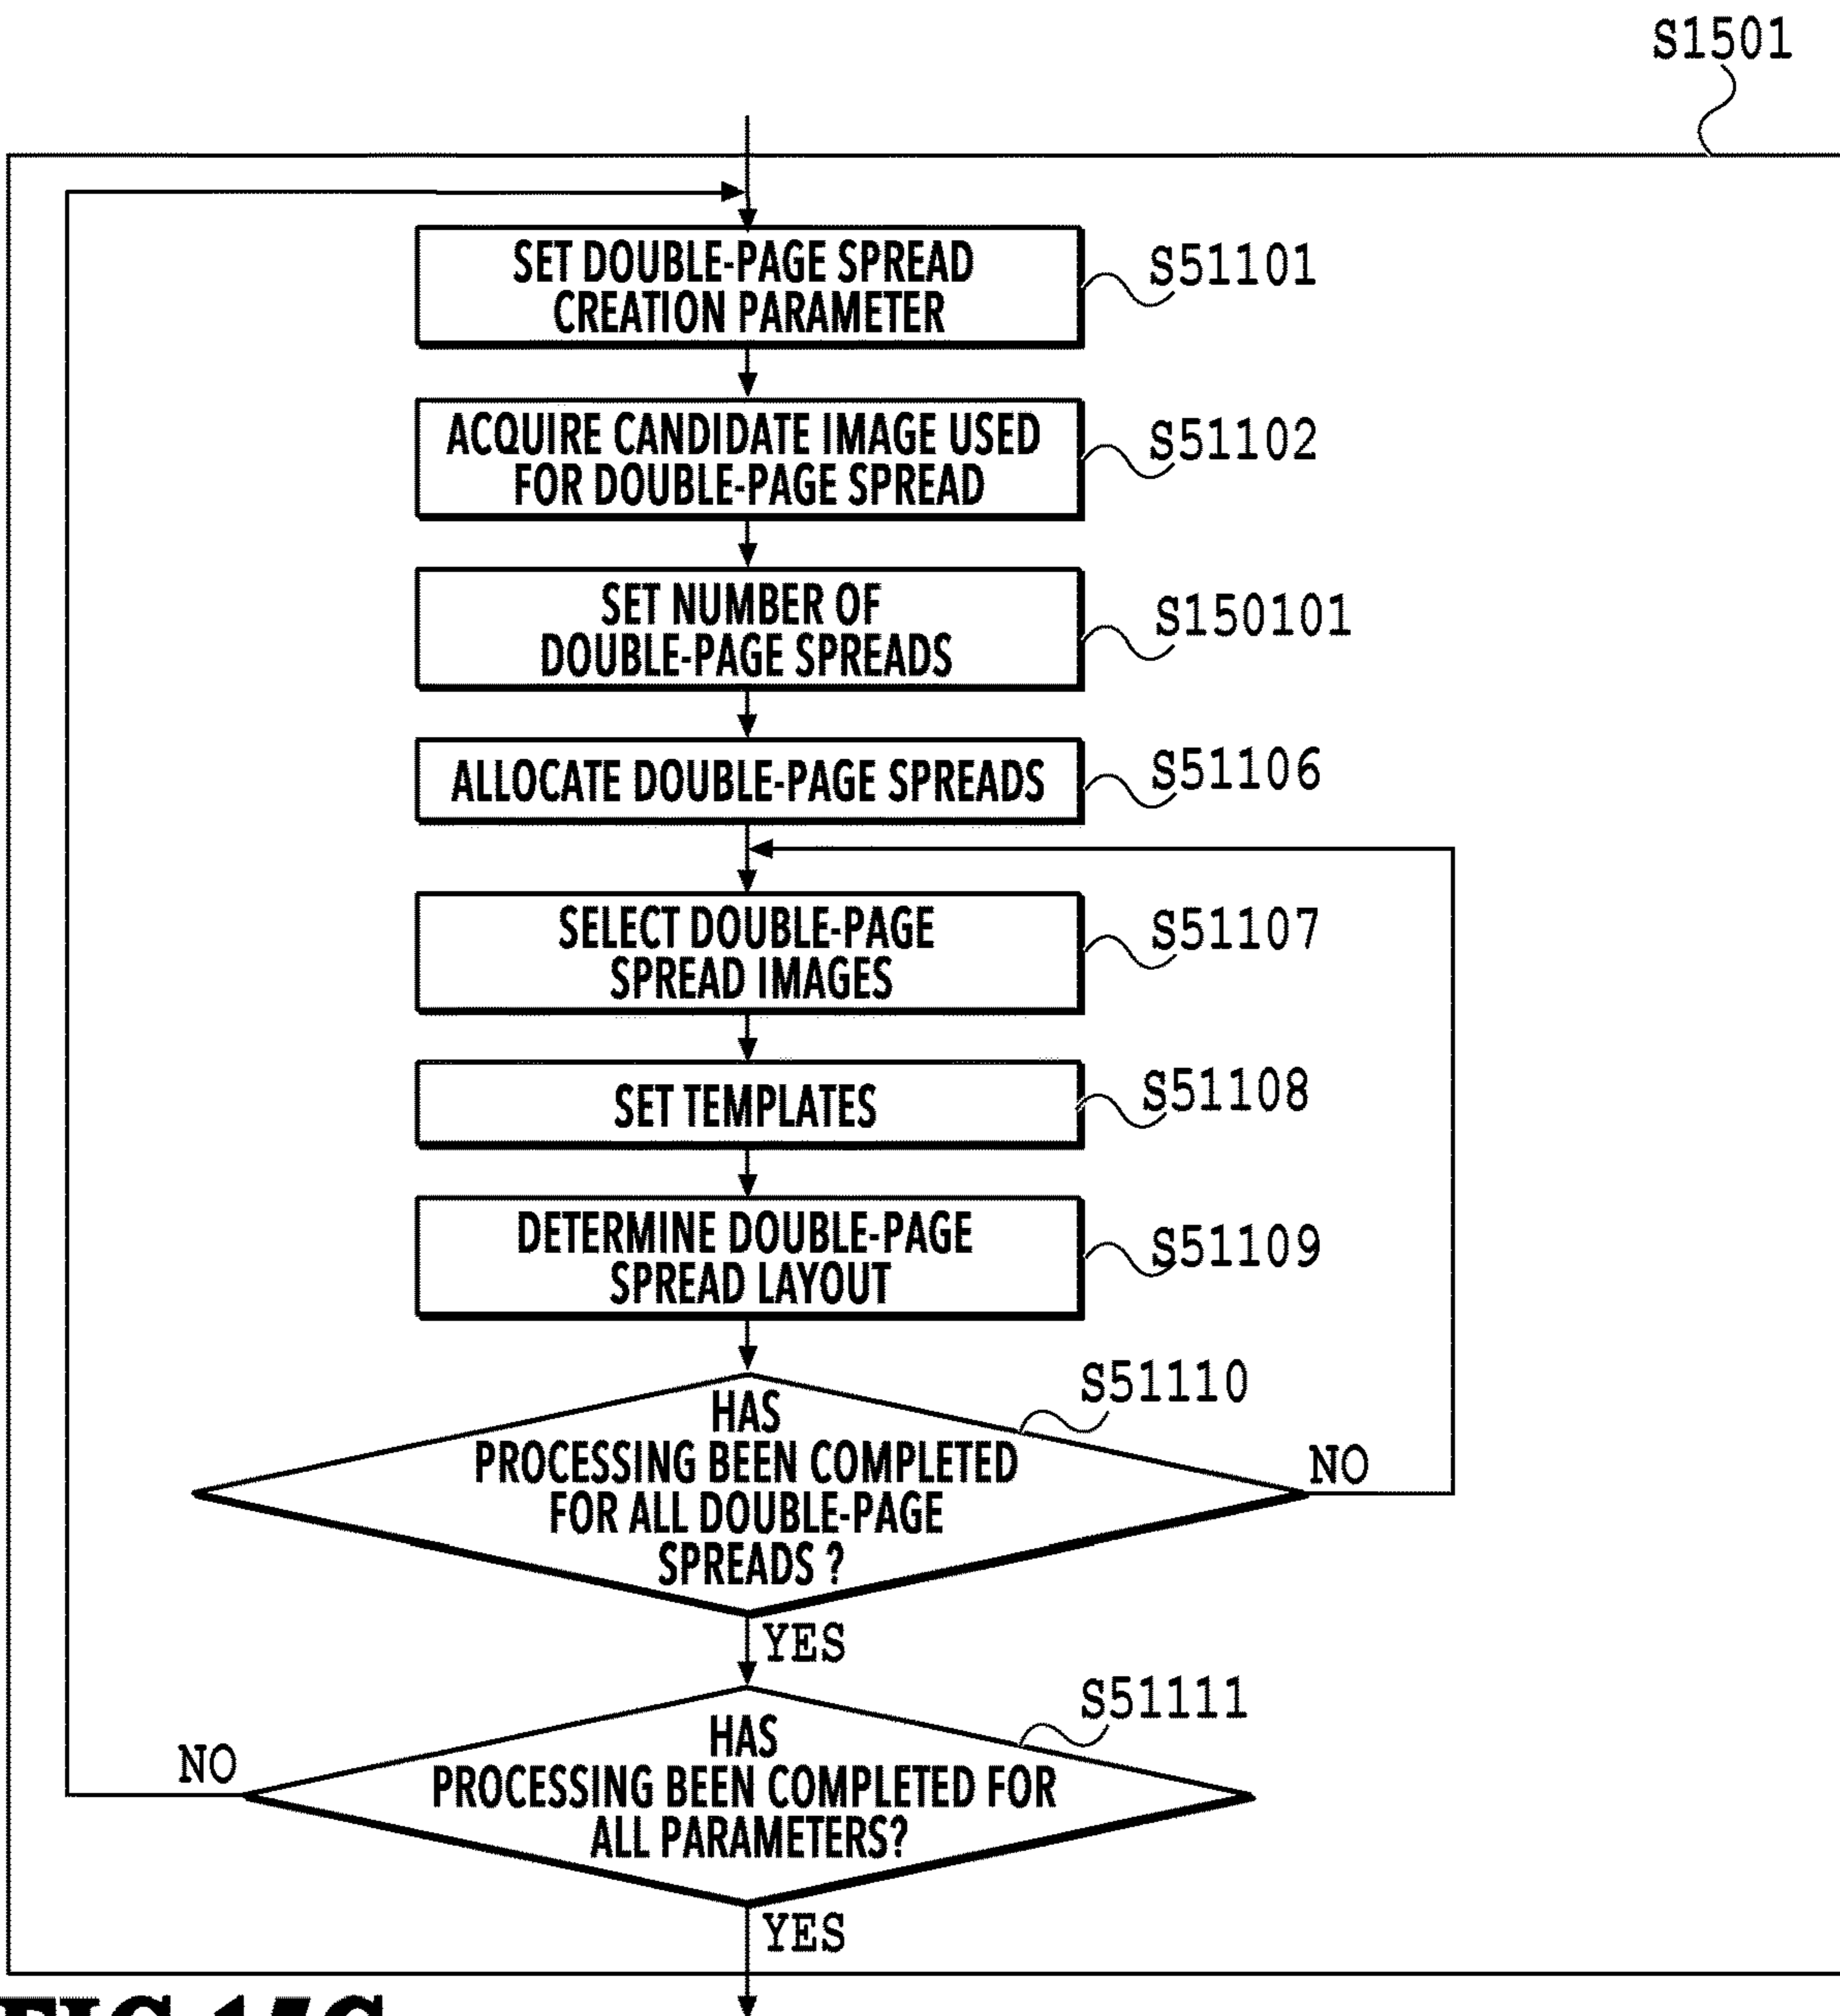 S1501
SET DOUBLE-PAGE SPREAD
CREATION PARAMETER
S51101
ACQUIRE CANDIDATE IMAGE USED
FOR DOUBLE-PAGE SPREAD
S51102
SET NUMBER OF
DOUBLE-PAGE SPREADS
S150101
ALLOCATE DOUBLE-PAGE SPREADS
S51106
SELECT DOUBLE-PAGE
SPREAD IMAGES
S51107
SET TEMPLATES
S51108
DETERMINE DOUBLE-PAGE
SPREAD LAYOUT
S51109
S51110
HAS
PROCESSING BEEN COMPLETED
FOR ALL DOUBLE-PAGE
SPREADS ?
NO
YES
S51111
HAS
PROCESSING BEEN COMPLETED FOR
ALL PARAMETERS?
NO
YES